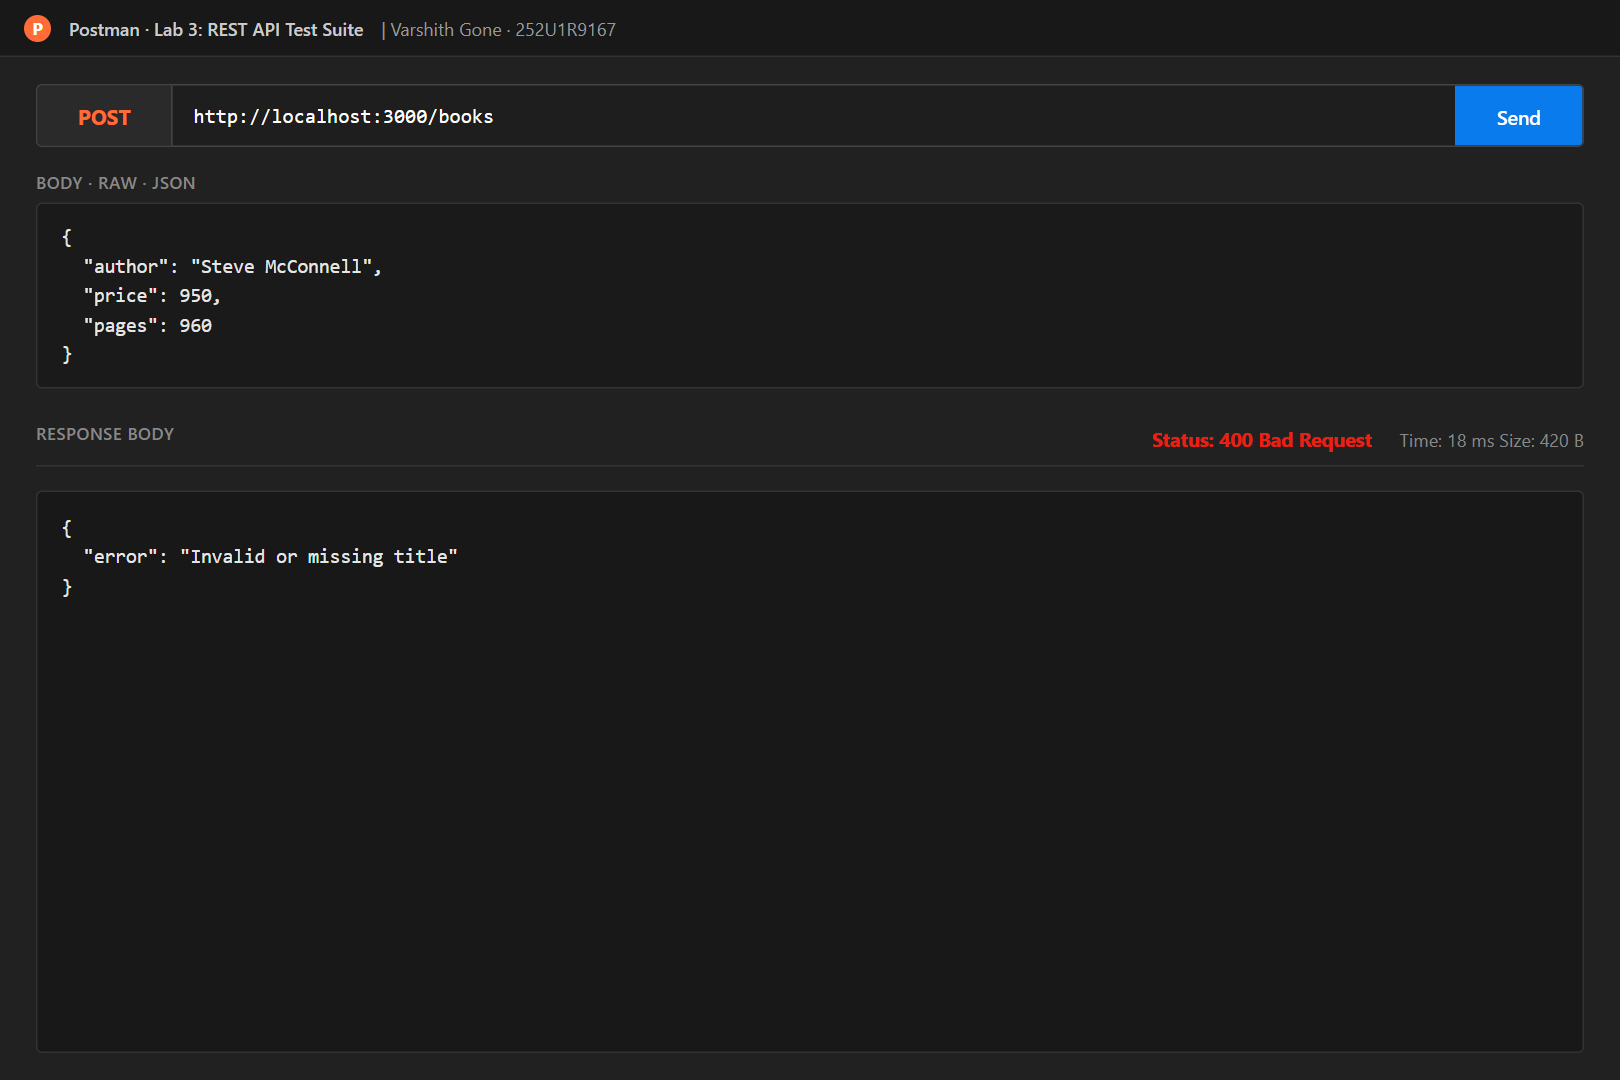 P Postman · Lab 3: REST API Test Suite | Varshith Gone · 252U1R9167
POST http://localhost:3000/books Send
BODY · RAW · JSON
{
  "author": "Steve McConnell",
  "price": 950,
  "pages": 960
}
RESPONSE BODY Status: 400 Bad Request Time: 18 ms Size: 420 B
{
  "error": "Invalid or missing title"
}